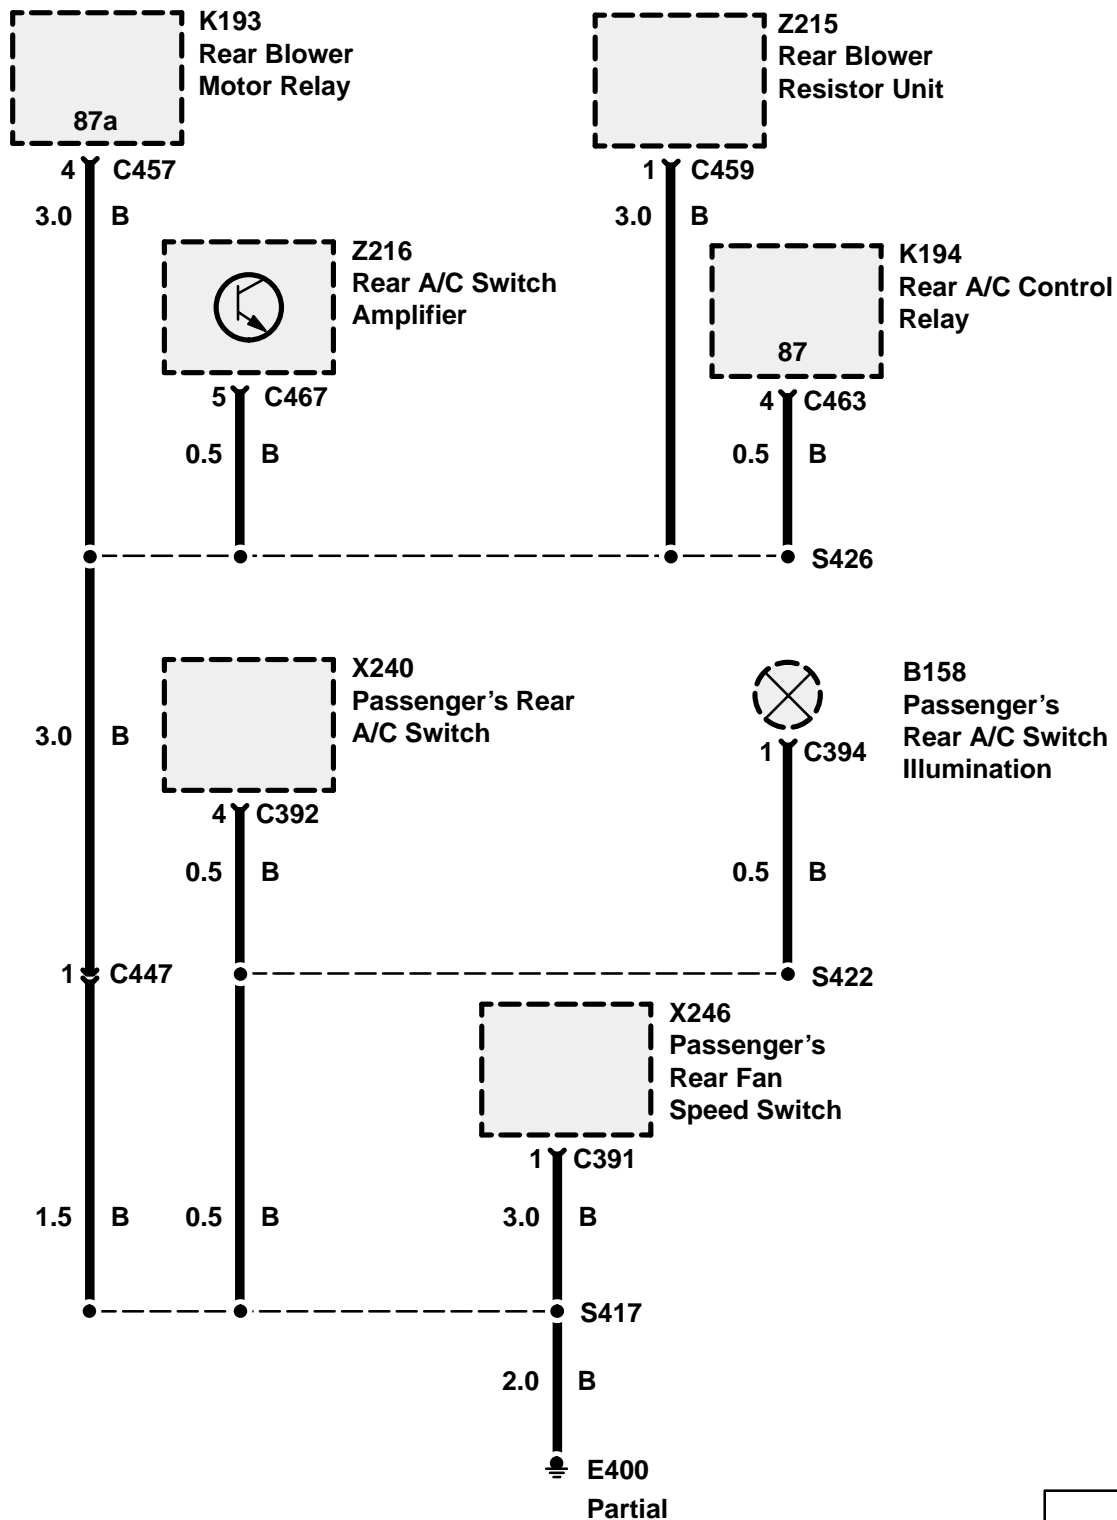 K193
Rear Blower
Motor Relay
87a
4 C457
3.0 B
Z215
Rear Blower
Resistor Unit
1 C459
3.0 B
Z216
Rear A/C Switch
Amplifier
5 C467
0.5 B
K194
Rear A/C Control
Relay
87
4 C463
0.5 B
S426
X240
Passenger’s Rear
A/C Switch
4 C392
0.5 B
B158
Passenger’s
Rear A/C Switch
Illumination
1 C394
0.5 B
3.0 B
1 C447
S422
X246
Passenger’s
Rear Fan
Speed Switch
1 C391
1.5 B
0.5 B
3.0 B
S417
2.0 B
E400
Partial